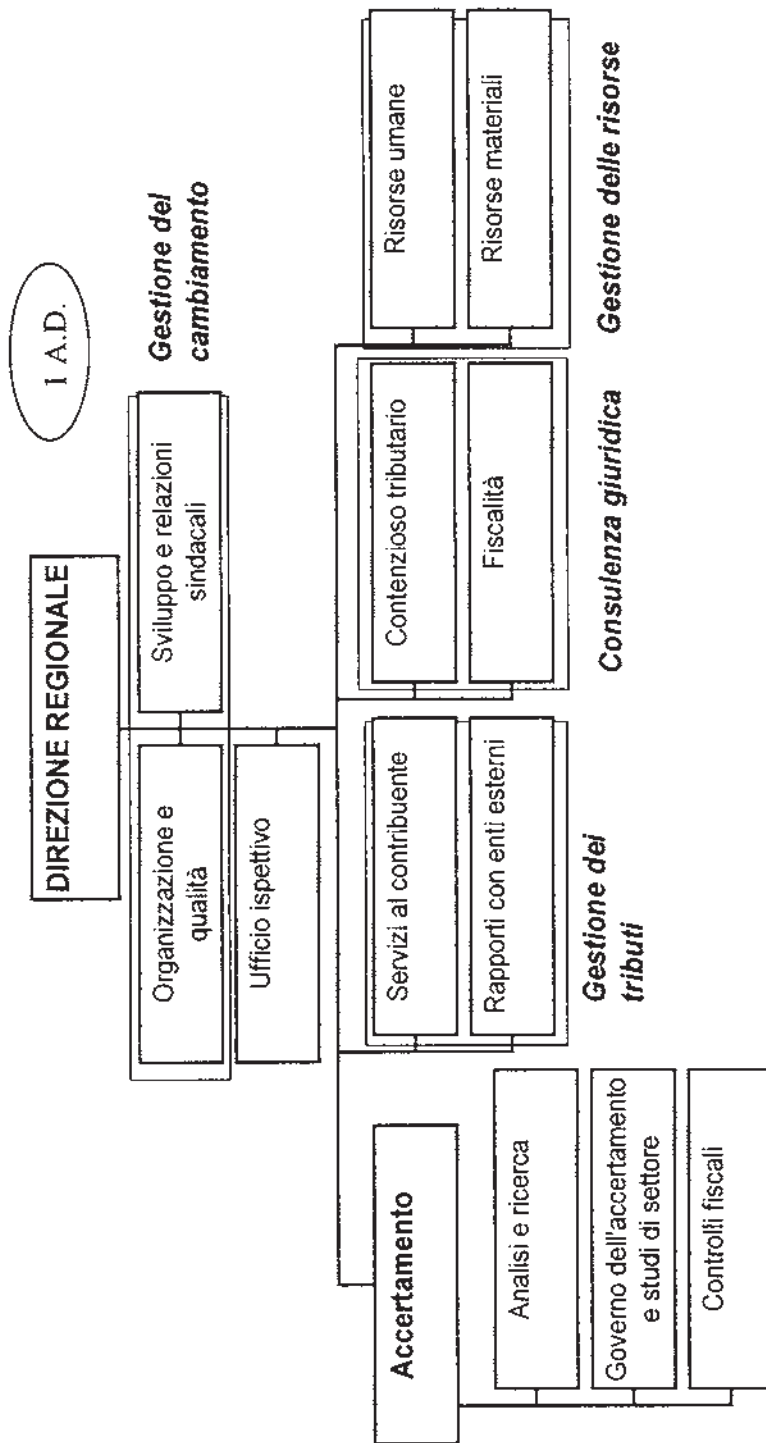 1 A.D.
DIREZIONE REGIONALE
Organizzazione e
qualità
Sviluppo e relazioni
sindacali
Gestione del
cambiamento
Ufficio ispettivo
Accertamento
Analisi e ricerca
Governo dell'accertamento
e studi di settore
Controlli fiscali
Servizi al contribuente
Rapporti con enti esterni
Gestione dei
tributi
Contenzioso tributario
Fiscalità
Consulenza giuridica
Risorse umane
Risorse materiali
Gestione delle risorse